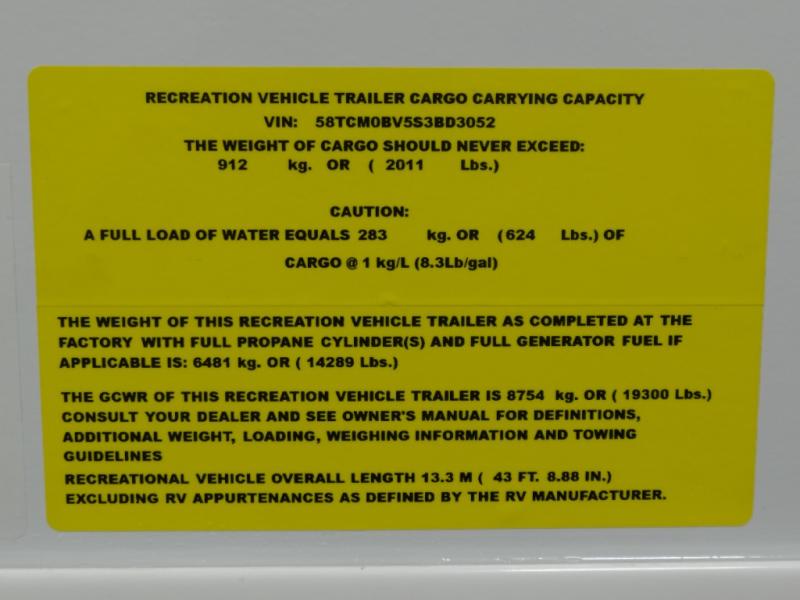 RECREATION VEHICLE TRAILER CARGO CARRYING CAPACITY
VIN: 58TCM0BV5S3BD3052
THE WEIGHT OF CARGO SHOULD NEVER EXCEED:
912 kg. OR ( 2011 Lbs.)
CAUTION:
A FULL LOAD OF WATER EQUALS 283 kg. OR (624 Lbs.) OF
CARGO @ 1 kg/L (8.3Lb/gal)
THE WEIGHT OF THIS RECREATION VEHICLE TRAILER AS COMPLETED AT THE
FACTORY WITH FULL PROPANE CYLINDER(S) AND FULL GENERATOR FUEL IF
APPLICABLE IS: 6481 kg. OR ( 14289 Lbs.)
THE GCWR OF THIS RECREATION VEHICLE TRAILER IS 8754 kg. OR ( 19300 Lbs.)
CONSULT YOUR DEALER AND SEE OWNER'S MANUAL FOR DEFINITIONS,
ADDITIONAL WEIGHT, LOADING, WEIGHING INFORMATION AND TOWING
GUIDELINES
RECREATIONAL VEHICLE OVERALL LENGTH 13.3 M ( 43 FT. 8.88 IN.)
EXCLUDING RV APPURTENANCES AS DEFINED BY THE RV MANUFACTURER.